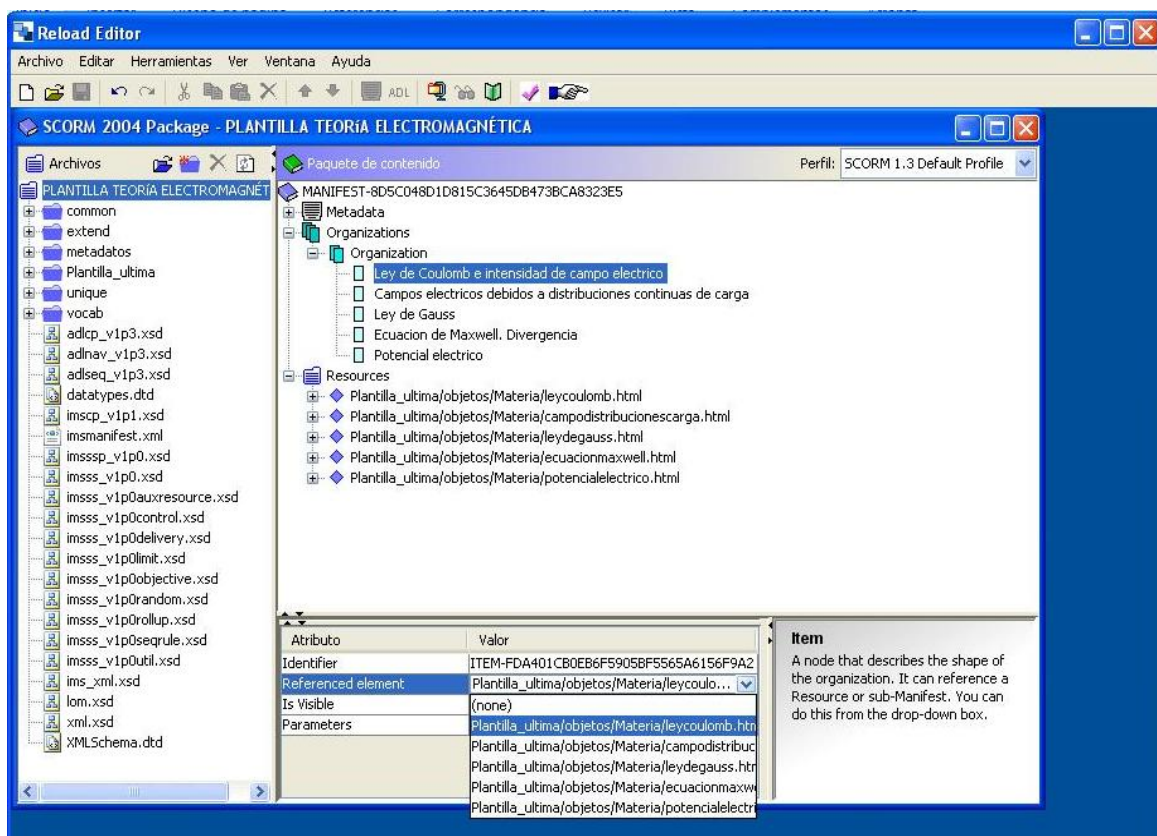 Reload Editor
Archivo Editar Herramientas Ver Ventana Ayuda
ADL
SCORM 2004 Package - PLANTILLA TEORÍA ELECTROMAGNÉTICA
Archivos
Paquete de contenido
Perfil: SCORM 1.3 Default Profile
PLANTILLA TEORÍA ELECTROMAGNÉT
common
extend
metadatos
Plantilla_ultima
unique
vocab
adlcp_v1p3.xsd
adlnav_v1p3.xsd
adlseq_v1p3.xsd
datatypes.dtd
imscp_v1p1.xsd
imsmanifest.xml
imsssp_v1p0.xsd
imsss_v1p0.xsd
imsss_v1p0auxresource.xsd
imsss_v1p0control.xsd
imsss_v1p0delivery.xsd
imsss_v1p0limit.xsd
imsss_v1p0objective.xsd
imsss_v1p0random.xsd
imsss_v1p0rollup.xsd
imsss_v1p0seqrule.xsd
imsss_v1p0util.xsd
ims_xml.xsd
lom.xsd
xml.xsd
XMLSchema.dtd
MANIFEST-8D5C048D1D815C3645DB473BCA8323E5
Metadata
Organizations
Organization
Ley de Coulomb e intensidad de campo electrico
Campos electricos debidos a distribuciones continuas de carga
Ley de Gauss
Ecuacion de Maxwell. Divergencia
Potencial electrico
Resources
Plantilla_ultima/objetos/Materia/leycoulomb.html
Plantilla_ultima/objetos/Materia/campodistribucionescarga.html
Plantilla_ultima/objetos/Materia/leydegauss.html
Plantilla_ultima/objetos/Materia/ecuacionmaxwell.html
Plantilla_ultima/objetos/Materia/potencialelectrico.html
Atributo Valor
Identifier ITEM-FDA401CB0EB6F5905BF5565A6156F9A2
Referenced element Plantilla_ultima/objetos/Materia/leycoulo...
Is Visible (none)
Parameters Plantilla_ultima/objetos/Materia/leycoulomb.htm
Plantilla_ultima/objetos/Materia/campodistribuc
Plantilla_ultima/objetos/Materia/leydegauss.htr
Plantilla_ultima/objetos/Materia/ecuacionmaxw
Plantilla_ultima/objetos/Materia/potencialelectri
Item
A node that describes the shape of
the organization. It can reference a
Resource or sub-Manifest. You can
do this from the drop-down box.